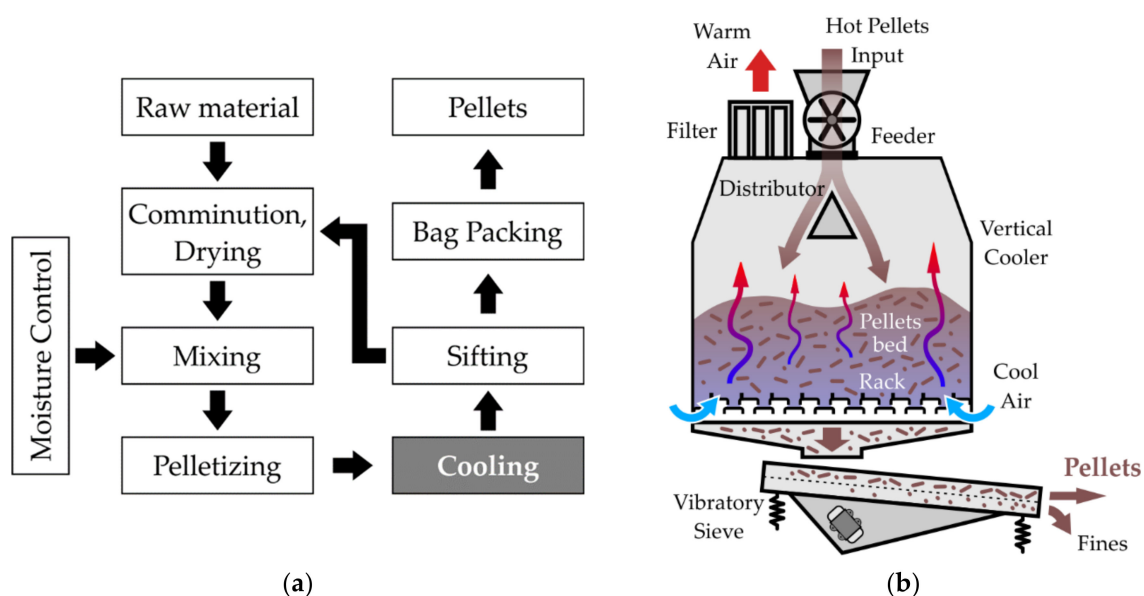 Raw material
Comminution,
Drying
Mixing
Pelletizing
Moisture Control
Pellets
Bag Packing
Sifting
Cooling
(a)
Warm
Air
Hot Pellets
Input
Filter
Feeder
Distributor
Vertical
Cooler
Pellets
bed
Rack
Cool
Air
Vibratory
Sieve
Pellets
Fines
(b)